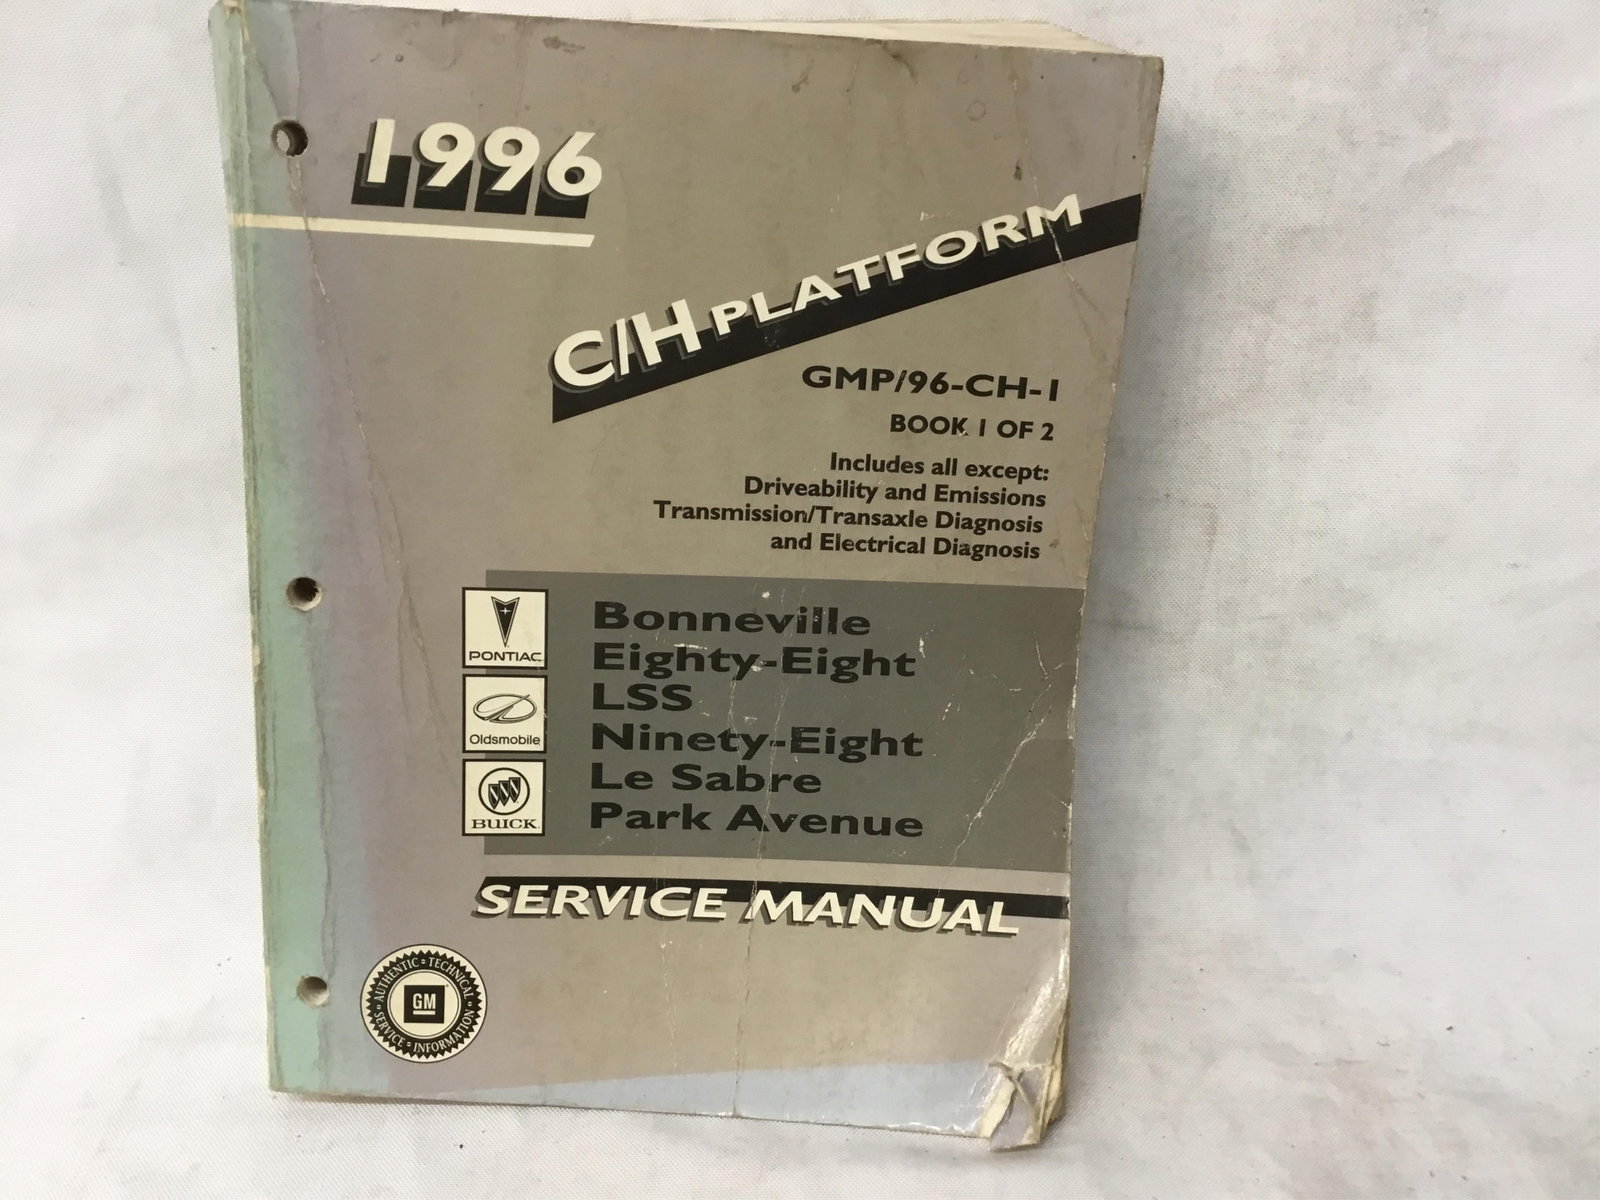 1996
C/H PLATFORM
GMP/96-CH-1
BOOK 1 OF 2
Includes all except:
Driveability and Emissions
Transmission/Transaxle Diagnosis
and Electrical Diagnosis
PONTIAC
Oldsmobile
BUICK
Bonneville
Eighty-Eight
LSS
Ninety-Eight
Le Sabre
Park Avenue
SERVICE MANUAL
AUTHENTIC TECHNICAL
SERVICE INFORMATION
GM